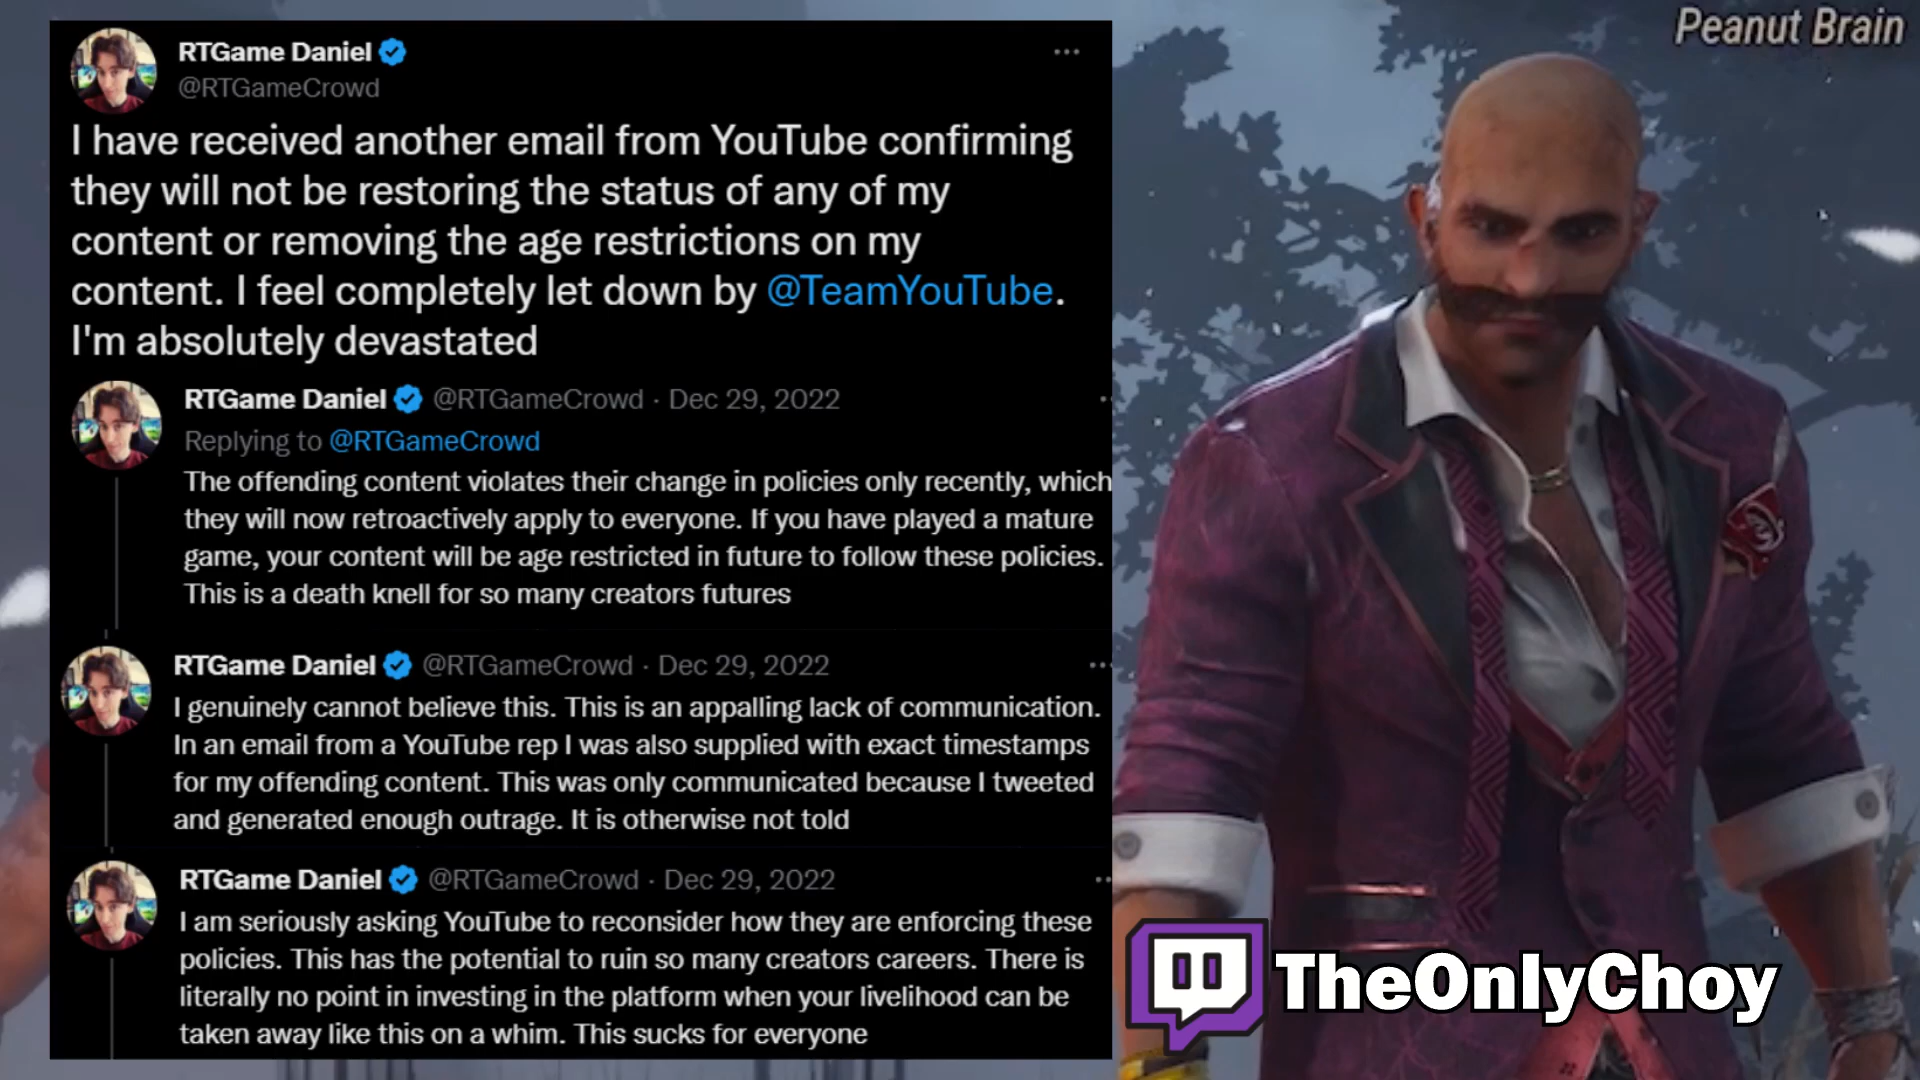 Peanut Brain
RTGame Daniel
@RTGameCrowd
I have received another email from YouTube confirming
they will not be restoring the status of any of my
content or removing the age restrictions on my
content. I feel completely let down by @TeamYouTube.
I'm absolutely devastated
RTGame Daniel @RTGameCrowd · Dec 29, 2022
Replying to @RTGameCrowd
The offending content violates their change in policies only recently, which
they will now retroactively apply to everyone. If you have played a mature
game, your content will be age restricted in future to follow these policies.
This is a death knell for so many creators futures
RTGame Daniel @RTGameCrowd · Dec 29, 2022
I genuinely cannot believe this. This is an appalling lack of communication.
In an email from a YouTube rep I was also supplied with exact timestamps
for my offending content. This was only communicated because I tweeted
and generated enough outrage. It is otherwise not told
RTGame Daniel @RTGameCrowd · Dec 29, 2022
I am seriously asking YouTube to reconsider how they are enforcing these
policies. This has the potential to ruin so many creators careers. There is
literally no point in investing in the platform when your livelihood can be
taken away like this on a whim. This sucks for everyone
TheOnlyChoy